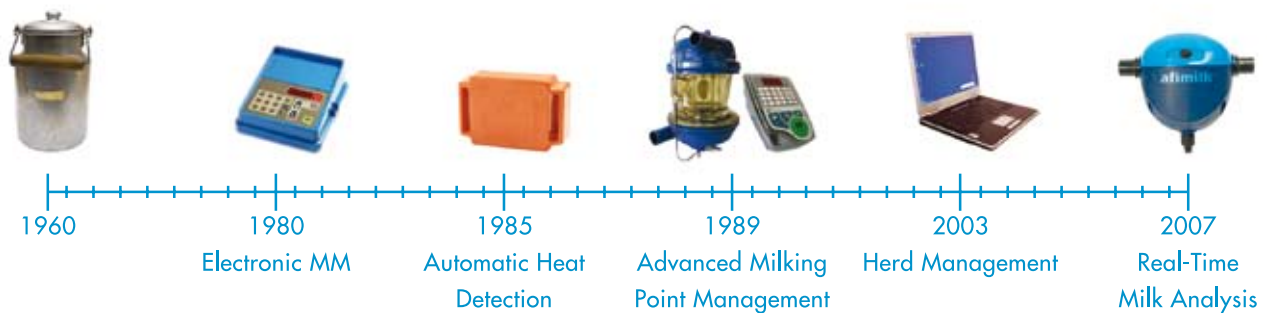 afimilk
1960
1980
1985
1989
2003
2007
Electronic MM
Automatic Heat
Detection
Advanced Milking
Point Management
Herd Management
Real-Time
Milk Analysis